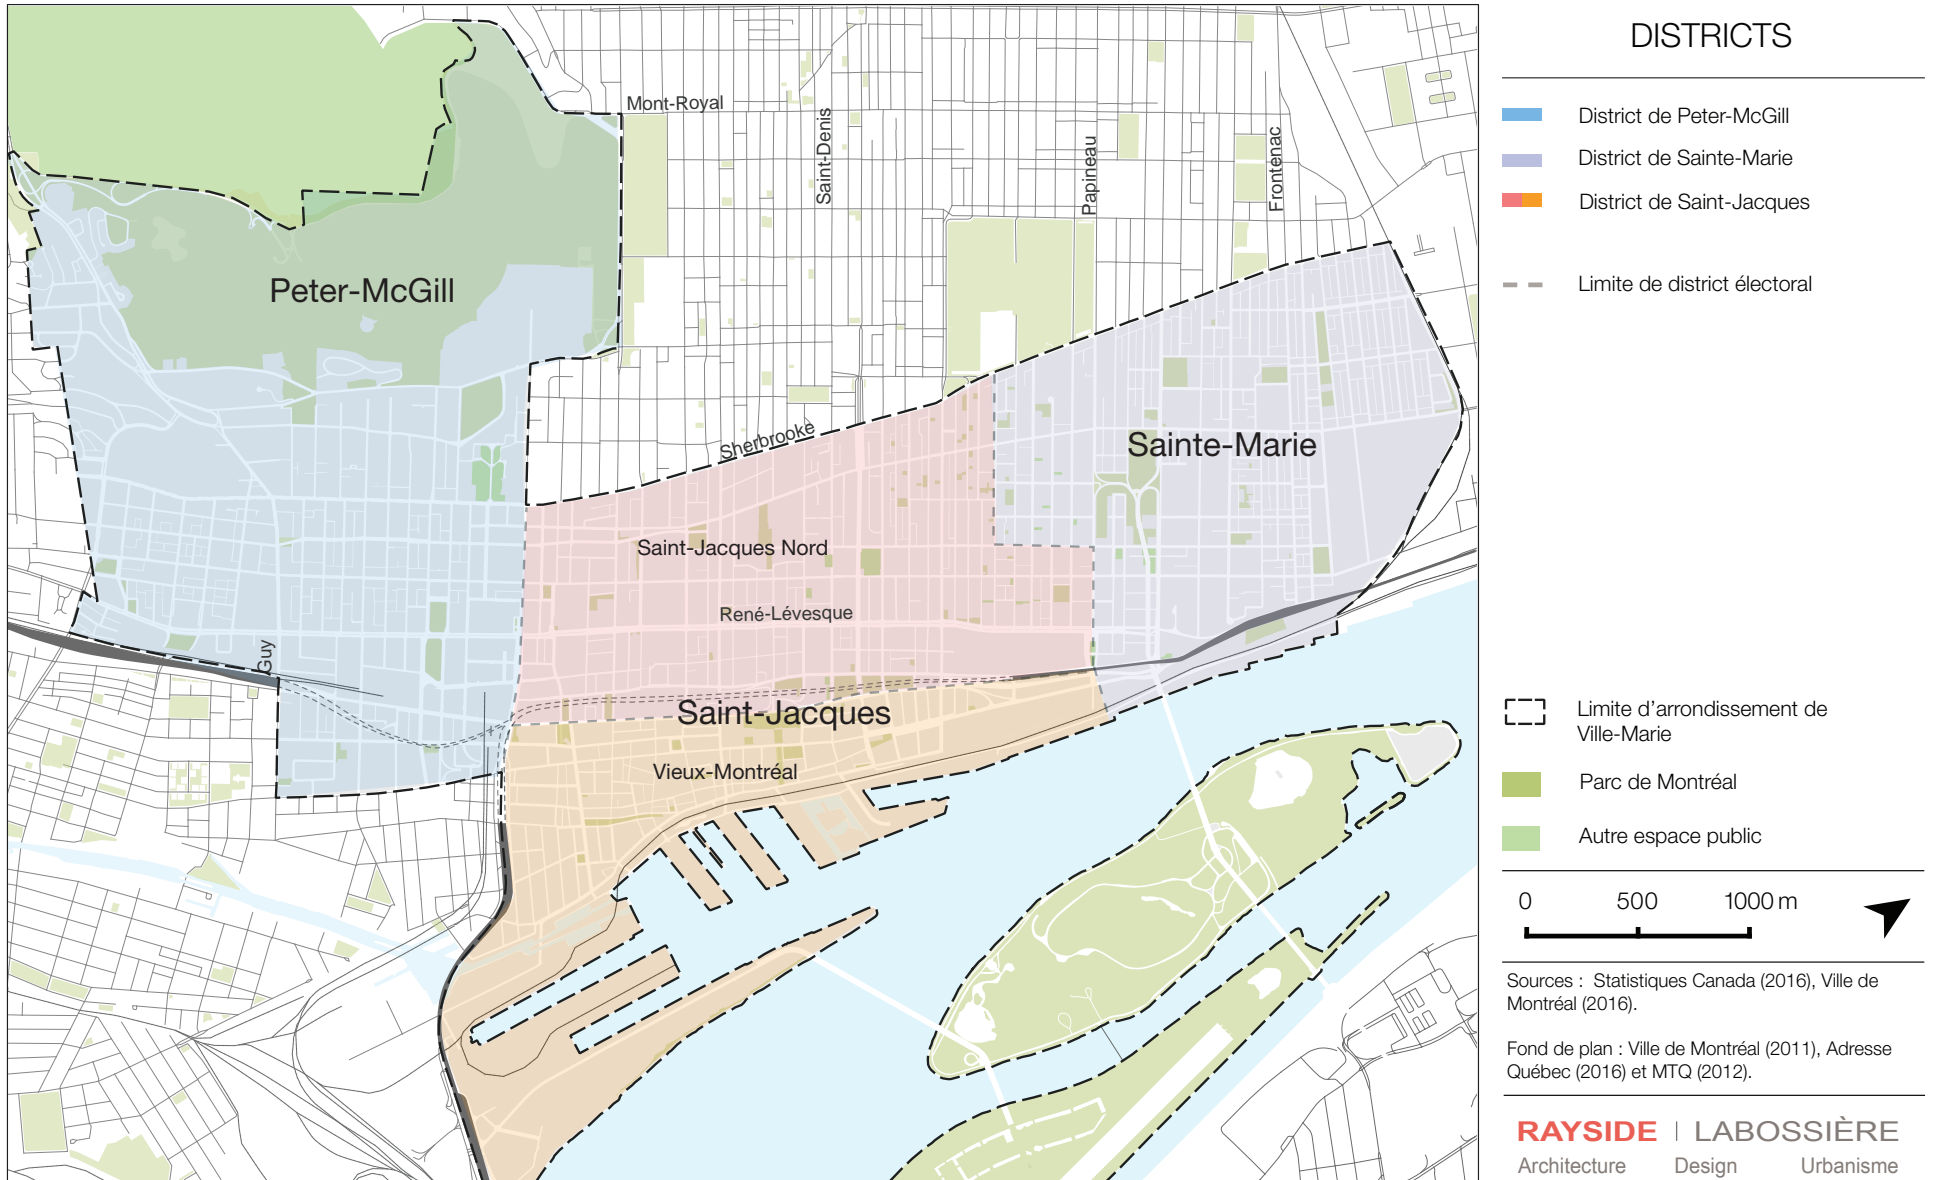 Mont-Royal
Saint-Denis
Papineau
Frontenac
Peter-McGill
Sherbrooke
Sainte-Marie
Saint-Jacques Nord
René-Lévesque
Guy
Saint-Jacques
Vieux-Montréal
DISTRICTS
District de Peter-McGill
District de Sainte-Marie
District de Saint-Jacques
Limite de district électoral
Limite d'arrondissement de
Ville-Marie
Parc de Montréal
Autre espace public
0 500 1000 m
Sources : Statistiques Canada (2016), Ville de
Montréal (2016).
Fond de plan : Ville de Montréal (2011), Adresse
Québec (2016) et MTQ (2012).
RAYSIDE | LABOSSIÈRE
Architecture Design Urbanisme